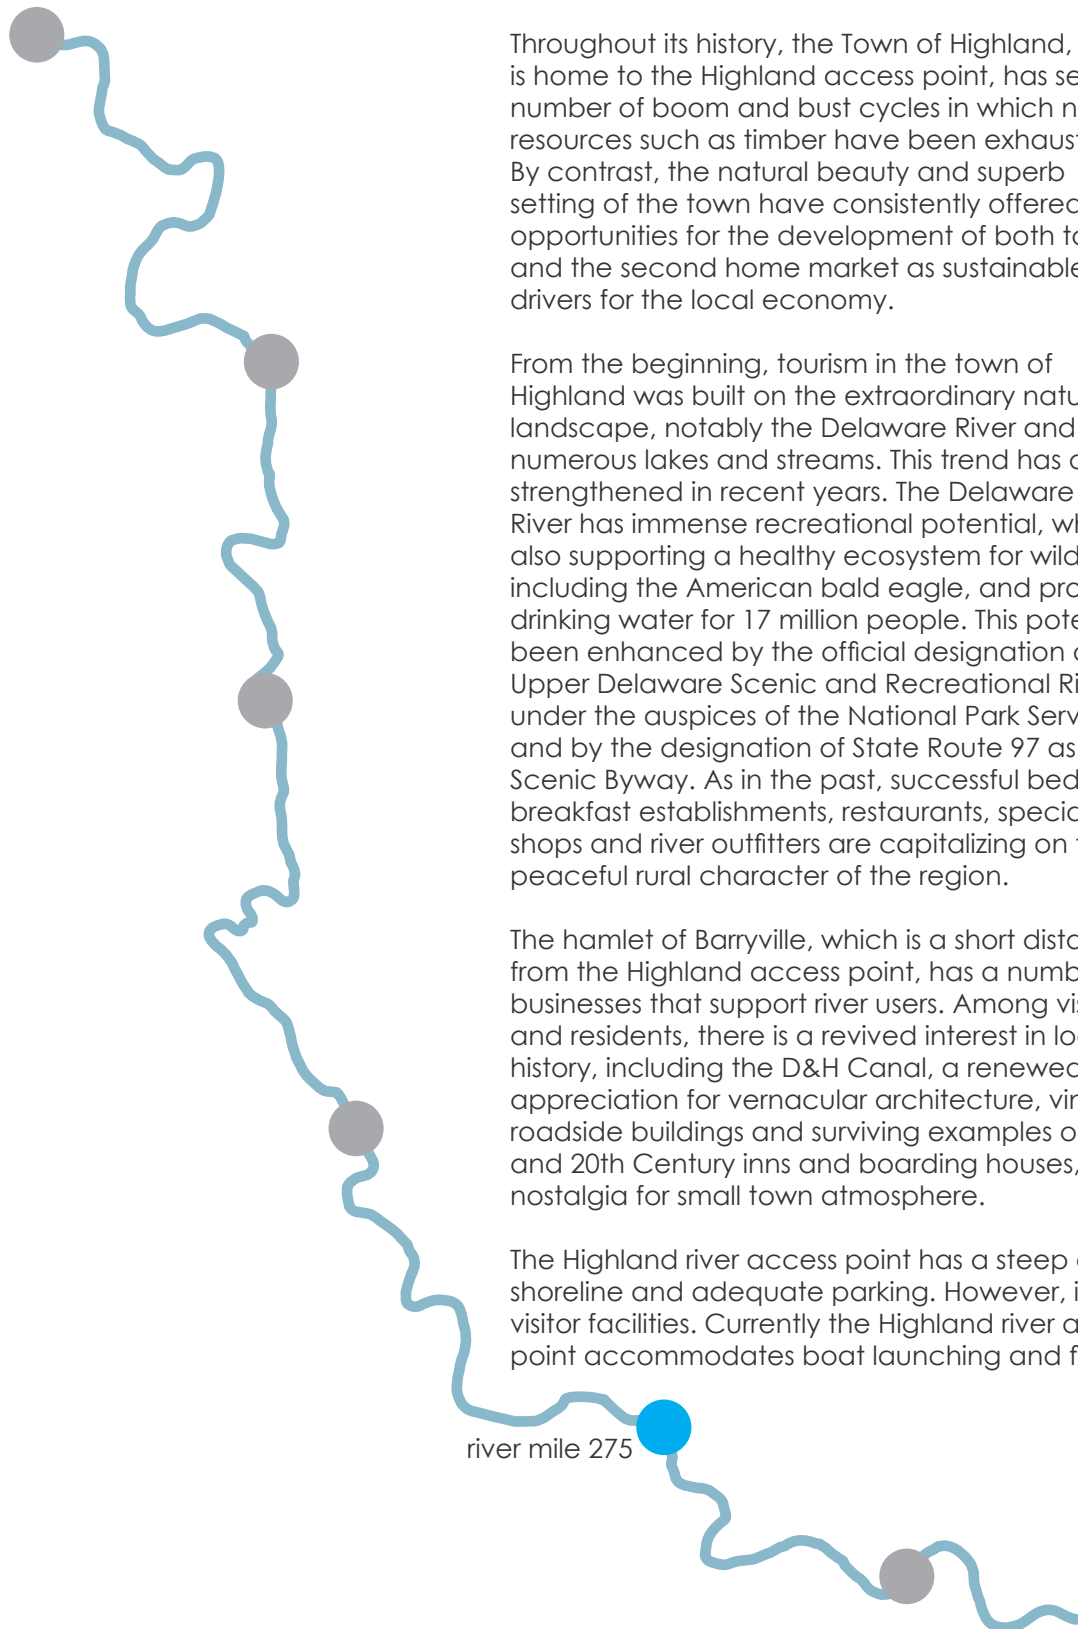 Throughout its history, the Town of Highland,
is home to the Highland access point, has se
number of boom and bust cycles in which n
resources such as timber have been exhaust
By contrast, the natural beauty and superb
setting of the town have consistently offered
opportunities for the development of both to
and the second home market as sustainable
drivers for the local economy.
From the beginning, tourism in the town of
Highland was built on the extraordinary natu
landscape, notably the Delaware River and
numerous lakes and streams. This trend has
strengthened in recent years. The Delaware
River has immense recreational potential, wh
also supporting a healthy ecosystem for wild
including the American bald eagle, and pro
drinking water for 17 million people. This pote
been enhanced by the official designation
Upper Delaware Scenic and Recreational Ri
under the auspices of the National Park Serv
and by the designation of State Route 97 as
Scenic Byway. As in the past, successful bed
breakfast establishments, restaurants, specia
shops and river outfitters are capitalizing on
peaceful rural character of the region.
The hamlet of Barryville, which is a short dista
from the Highland access point, has a numb
businesses that support river users. Among vis
and residents, there is a revived interest in lo
history, including the D&H Canal, a renewed
appreciation for vernacular architecture, vin
roadside buildings and surviving examples o
and 20th Century inns and boarding houses,
nostalgia for small town atmosphere.
The Highland river access point has a steep
shoreline and adequate parking. However, i
visitor facilities. Currently the Highland river a
point accommodates boat launching and f
river mile 275